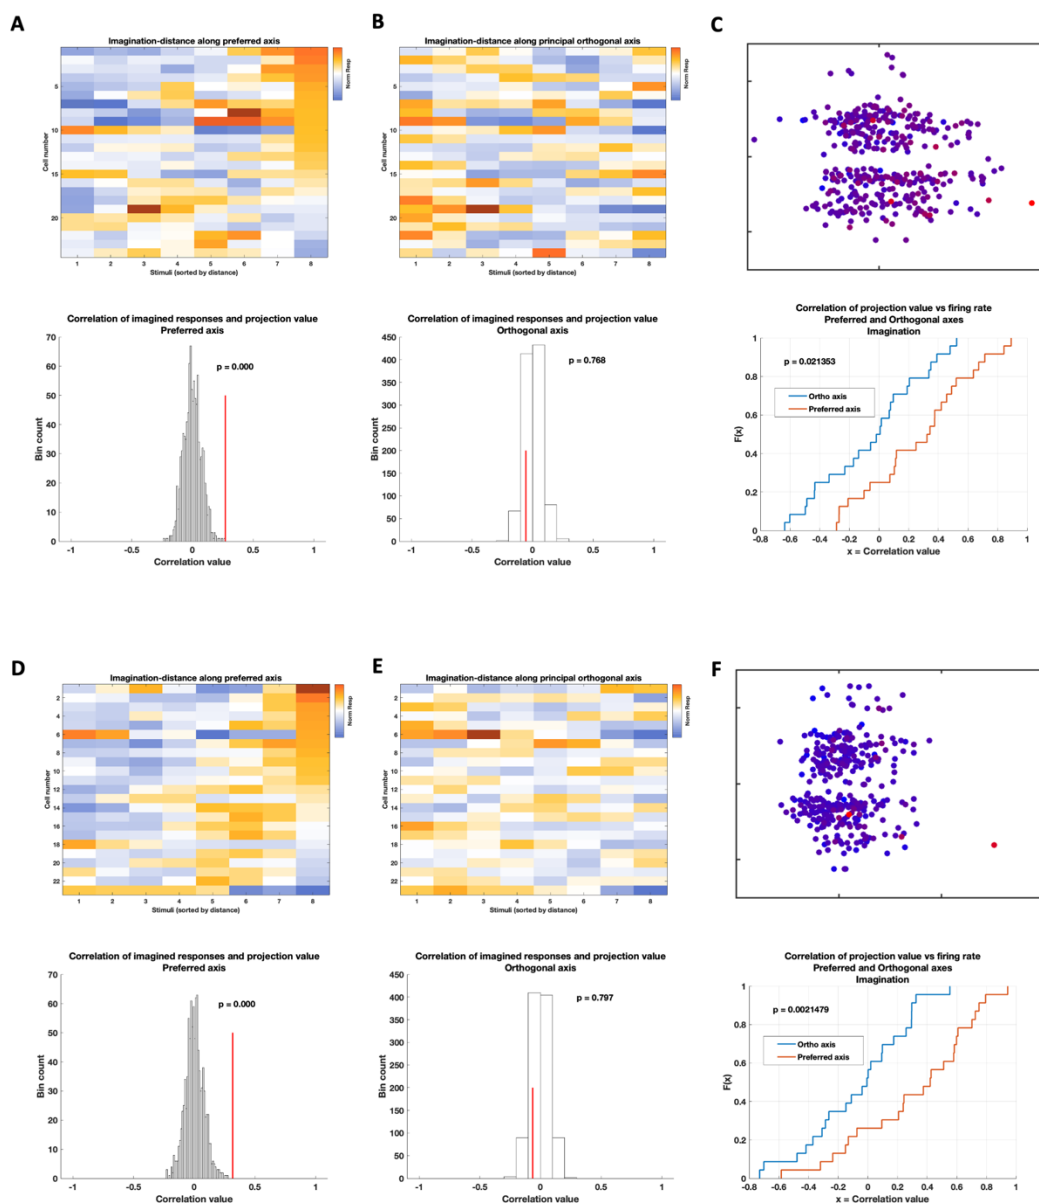 A
Imagination-distance along preferred axis
Cell number
5
10
15
20
1 2 3 4 5 6 7 8
Stimuli (sorted by distance)
Norm Resp
B
Imagination-distance along principal orthogonal axis
Cell number
5
10
15
20
1 2 3 4 5 6 7 8
Stimuli (sorted by distance)
Norm Resp
C
Correlation of imagined responses and projection value
Preferred axis
p = 0.000
Bin count
70
60
50
40
30
20
10
0
-1 -0.5 0 0.5 1
Correlation value
Correlation of imagined responses and projection value
Orthogonal axis
p = 0.768
Bin count
450
400
350
300
250
200
150
100
50
0
-1 -0.5 0 0.5 1
Correlation value
Correlation of projection value vs firing rate
Preferred and Orthogonal axes
Imagination
p = 0.021353
Ortho axis
Preferred axis
F(x)
1
0.8
0.6
0.4
0.2
0
-0.8 -0.6 -0.4 -0.2 0 0.2 0.4 0.6 0.8 1
x = Correlation value
D
Imagination-distance along preferred axis
Cell number
2
4
6
8
10
12
14
16
18
20
22
1 2 3 4 5 6 7 8
Stimuli (sorted by distance)
Norm Resp
E
Imagination-distance along principal orthogonal axis
Cell number
2
4
6
8
10
12
14
16
18
20
22
1 2 3 4 5 6 7 8
Stimuli (sorted by distance)
Norm Resp
F
Correlation of imagined responses and projection value
Preferred axis
p = 0.000
Bin count
70
60
50
40
30
20
10
0
-1 -0.5 0 0.5 1
Correlation value
Correlation of imagined responses and projection value
Orthogonal axis
p = 0.797
Bin count
450
400
350
300
250
200
150
100
50
0
-1 -0.5 0 0.5 1
Correlation value
Correlation of projection value vs firing rate
Preferred and Orthogonal axes
Imagination
p = 0.0021479
Ortho axis
Preferred axis
F(x)
1
0.8
0.6
0.4
0.2
0
-0.8 -0.6 -0.4 -0.2 0 0.2 0.4 0.6 0.8 1
x = Correlation value